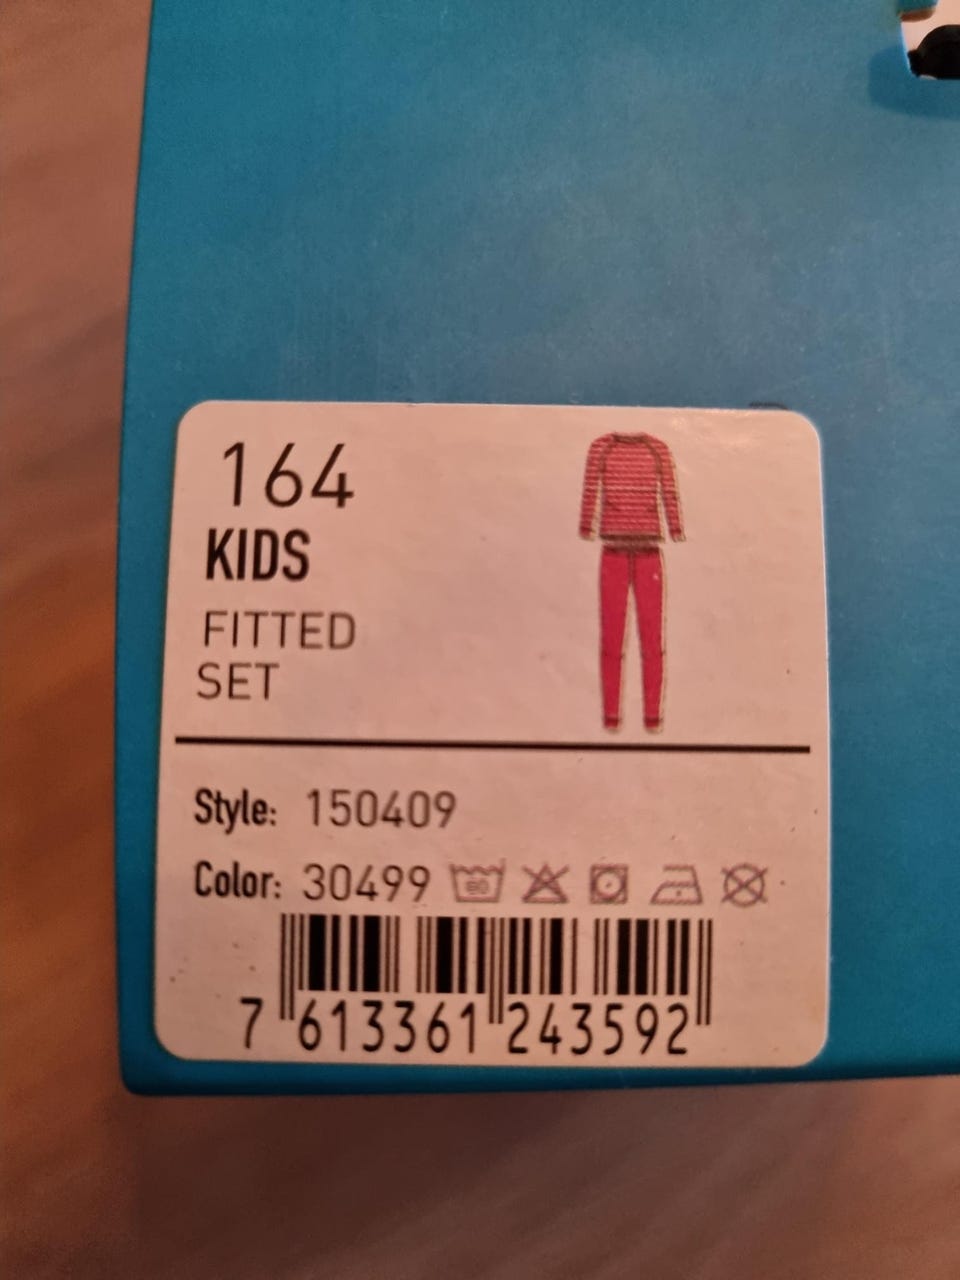 164
KIDS
FITTED
SET
Style: 150409
Color: 30499
7 613361 243592